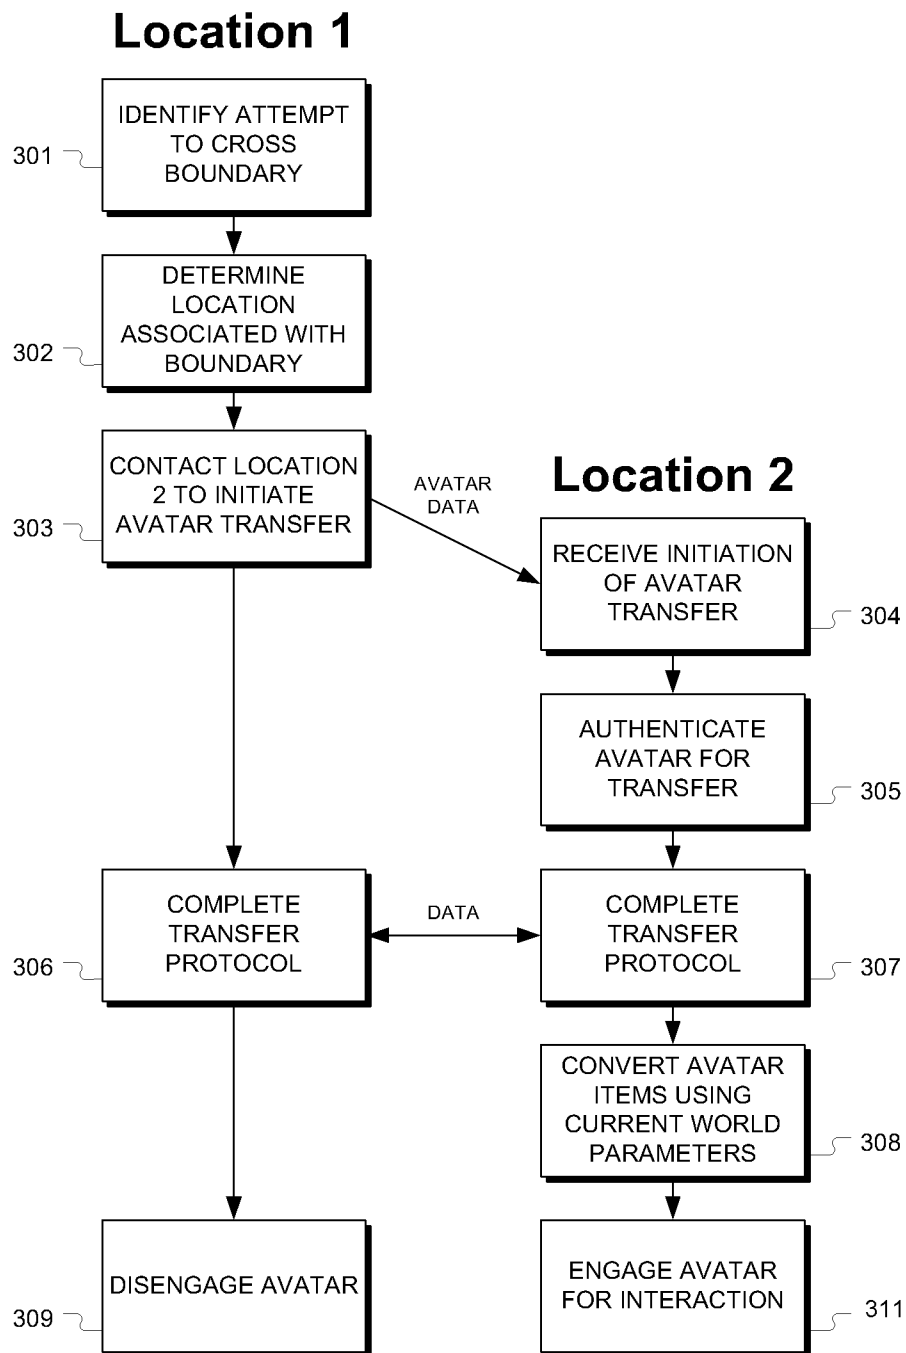 Location 1
IDENTIFY ATTEMPT
TO CROSS
BOUNDARY
301
DETERMINE
LOCATION
ASSOCIATED WITH
BOUNDARY
302
CONTACT LOCATION
2 TO INITIATE
AVATAR TRANSFER
303
AVATAR
DATA
Location 2
RECEIVE INITIATION
OF AVATAR
TRANSFER
304
AUTHENTICATE
AVATAR FOR
TRANSFER
305
COMPLETE
TRANSFER
PROTOCOL
306
DATA
COMPLETE
TRANSFER
PROTOCOL
307
CONVERT AVATAR
ITEMS USING
CURRENT WORLD
PARAMETERS
308
DISENGAGE AVATAR
309
ENGAGE AVATAR
FOR INTERACTION
311